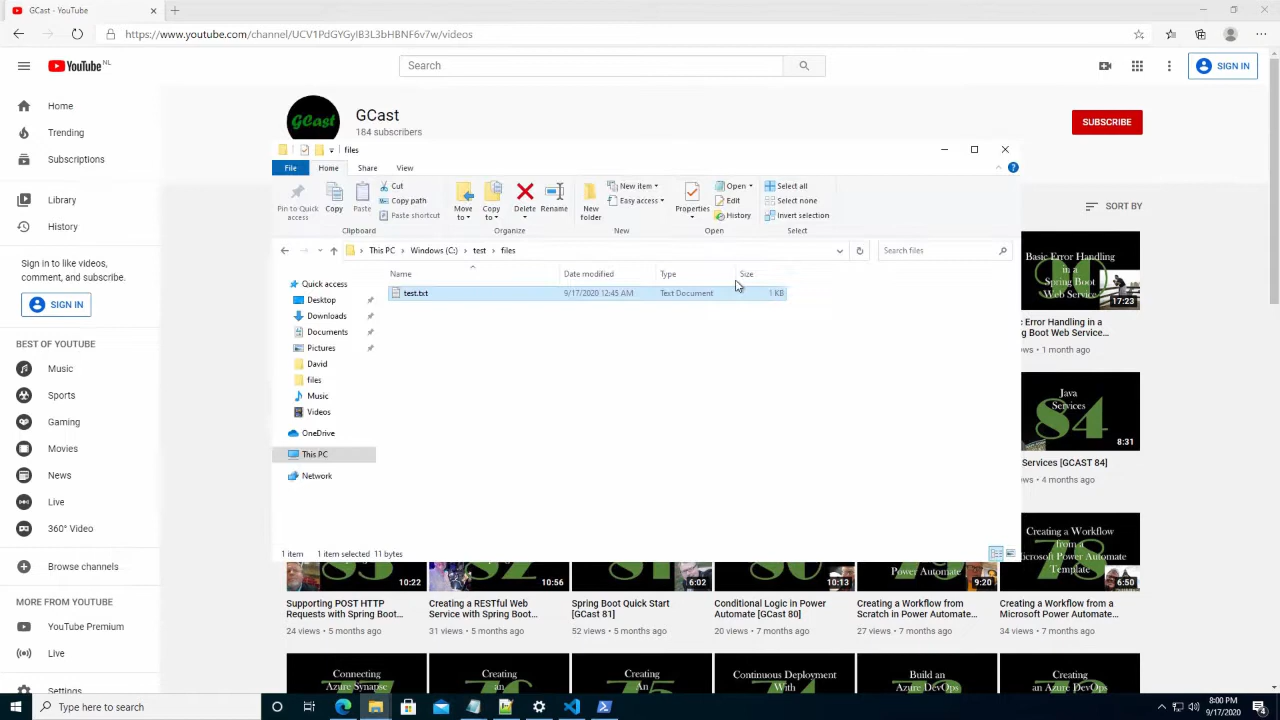 GCast - YouTube
https://www.youtube.com/channel/UCV1PdGYGyIB3L3bHBNF6v7w/videos
YouTube NL
Search
SIGN IN
Home
Trending
Subscriptions
Library
History
Sign in to like videos,
comment, and subscribe.
SIGN IN
BEST OF YOUTUBE
Music
Sports
Gaming
Movies
News
Live
360° Video
Browse channels
MORE FROM YOUTUBE
YouTube Premium
Live
Settings
GCast
GCast
184 subscribers
SUBSCRIBE
SORT BY
files
File
Home
Share
View
Pin to Quick
access
Copy
Paste
Cut
Copy path
Paste shortcut
Clipboard
Move
to
Copy
to
Delete
Rename
Organize
New
folder
New item
Easy access
New
Properties
Open
Edit
History
Open
Select all
Select none
Invert selection
Select
This PC > Windows (C:) > test > files
Search files
Name
Date modified
Type
Size
test.txt
9/17/2020 12:45 AM
Text Document
1 KB
Quick access
Desktop
Downloads
Documents
Pictures
David
files
Music
Videos
OneDrive
This PC
Network
1 item
1 item selected 11 bytes
Basic Error Handling
in a
Spring Boot
Web Service
90
17:23
Error Handling in a
Boot Web Service...
1 month ago
Java
Services
84
8:31
Services [GCAST 84]
4 months ago
Creating a Workflow
from a
Microsoft Power Automate
Template
78
6:50
10:22
10:56
6:02
10:13
Power Automate
9:20
Supporting POST HTTP
Requests with Spring Boot...
24 views • 5 months ago
Creating a RESTful Web
Service with Spring Boot...
31 views • 5 months ago
Spring Boot Quick Start
[GCast 81]
52 views • 5 months ago
Conditional Logic in Power
Automate [GCast 80]
20 views • 7 months ago
Creating a Workflow from
Scratch in Power Automate...
27 views • 7 months ago
Creating a Workflow from a
Microsoft Power Automate...
34 views • 7 months ago
Connecting
Azure Synapse
Creating
an
Creating
An
Continuous Deployment
With
Build an
Azure DevOps
Creating
an Azure DevOps
Type here to search
8:00 PM
9/17/2020
4